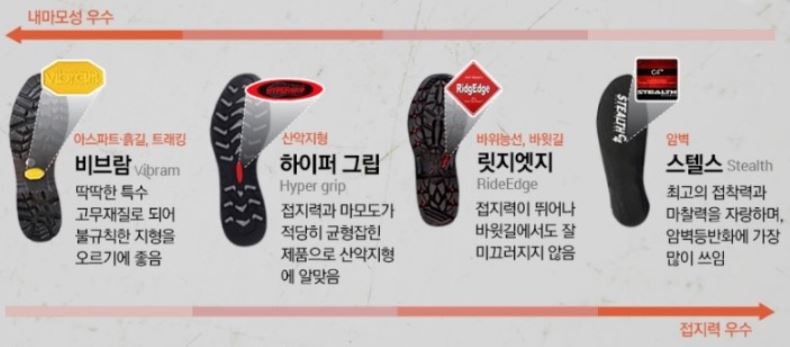 내마모성 우수
VIBRAM
아스파트·흙길, 트래킹
비브람 Vibram
딱딱한 특수
고무재질로 되어
불규칙한 지형을
오르기에 좋음
HYPERGRIP
산악지형
하이퍼 그립
Hyper grip
접지력과 마모도가
적당히 균형잡힌
제품으로 산악지형
에 알맞음
RidgEdge
바위능선, 바윗길
릿지엣지
RideEdge
접지력이 뛰어나
바윗길에서도 잘
미끄러지지 않음
C4
STEALTH
STEALTH C4
암벽
스텔스 Stealth
최고의 접착력과
마찰력을 자랑하며,
암벽등반화에 가장
많이 쓰임
접지력 우수